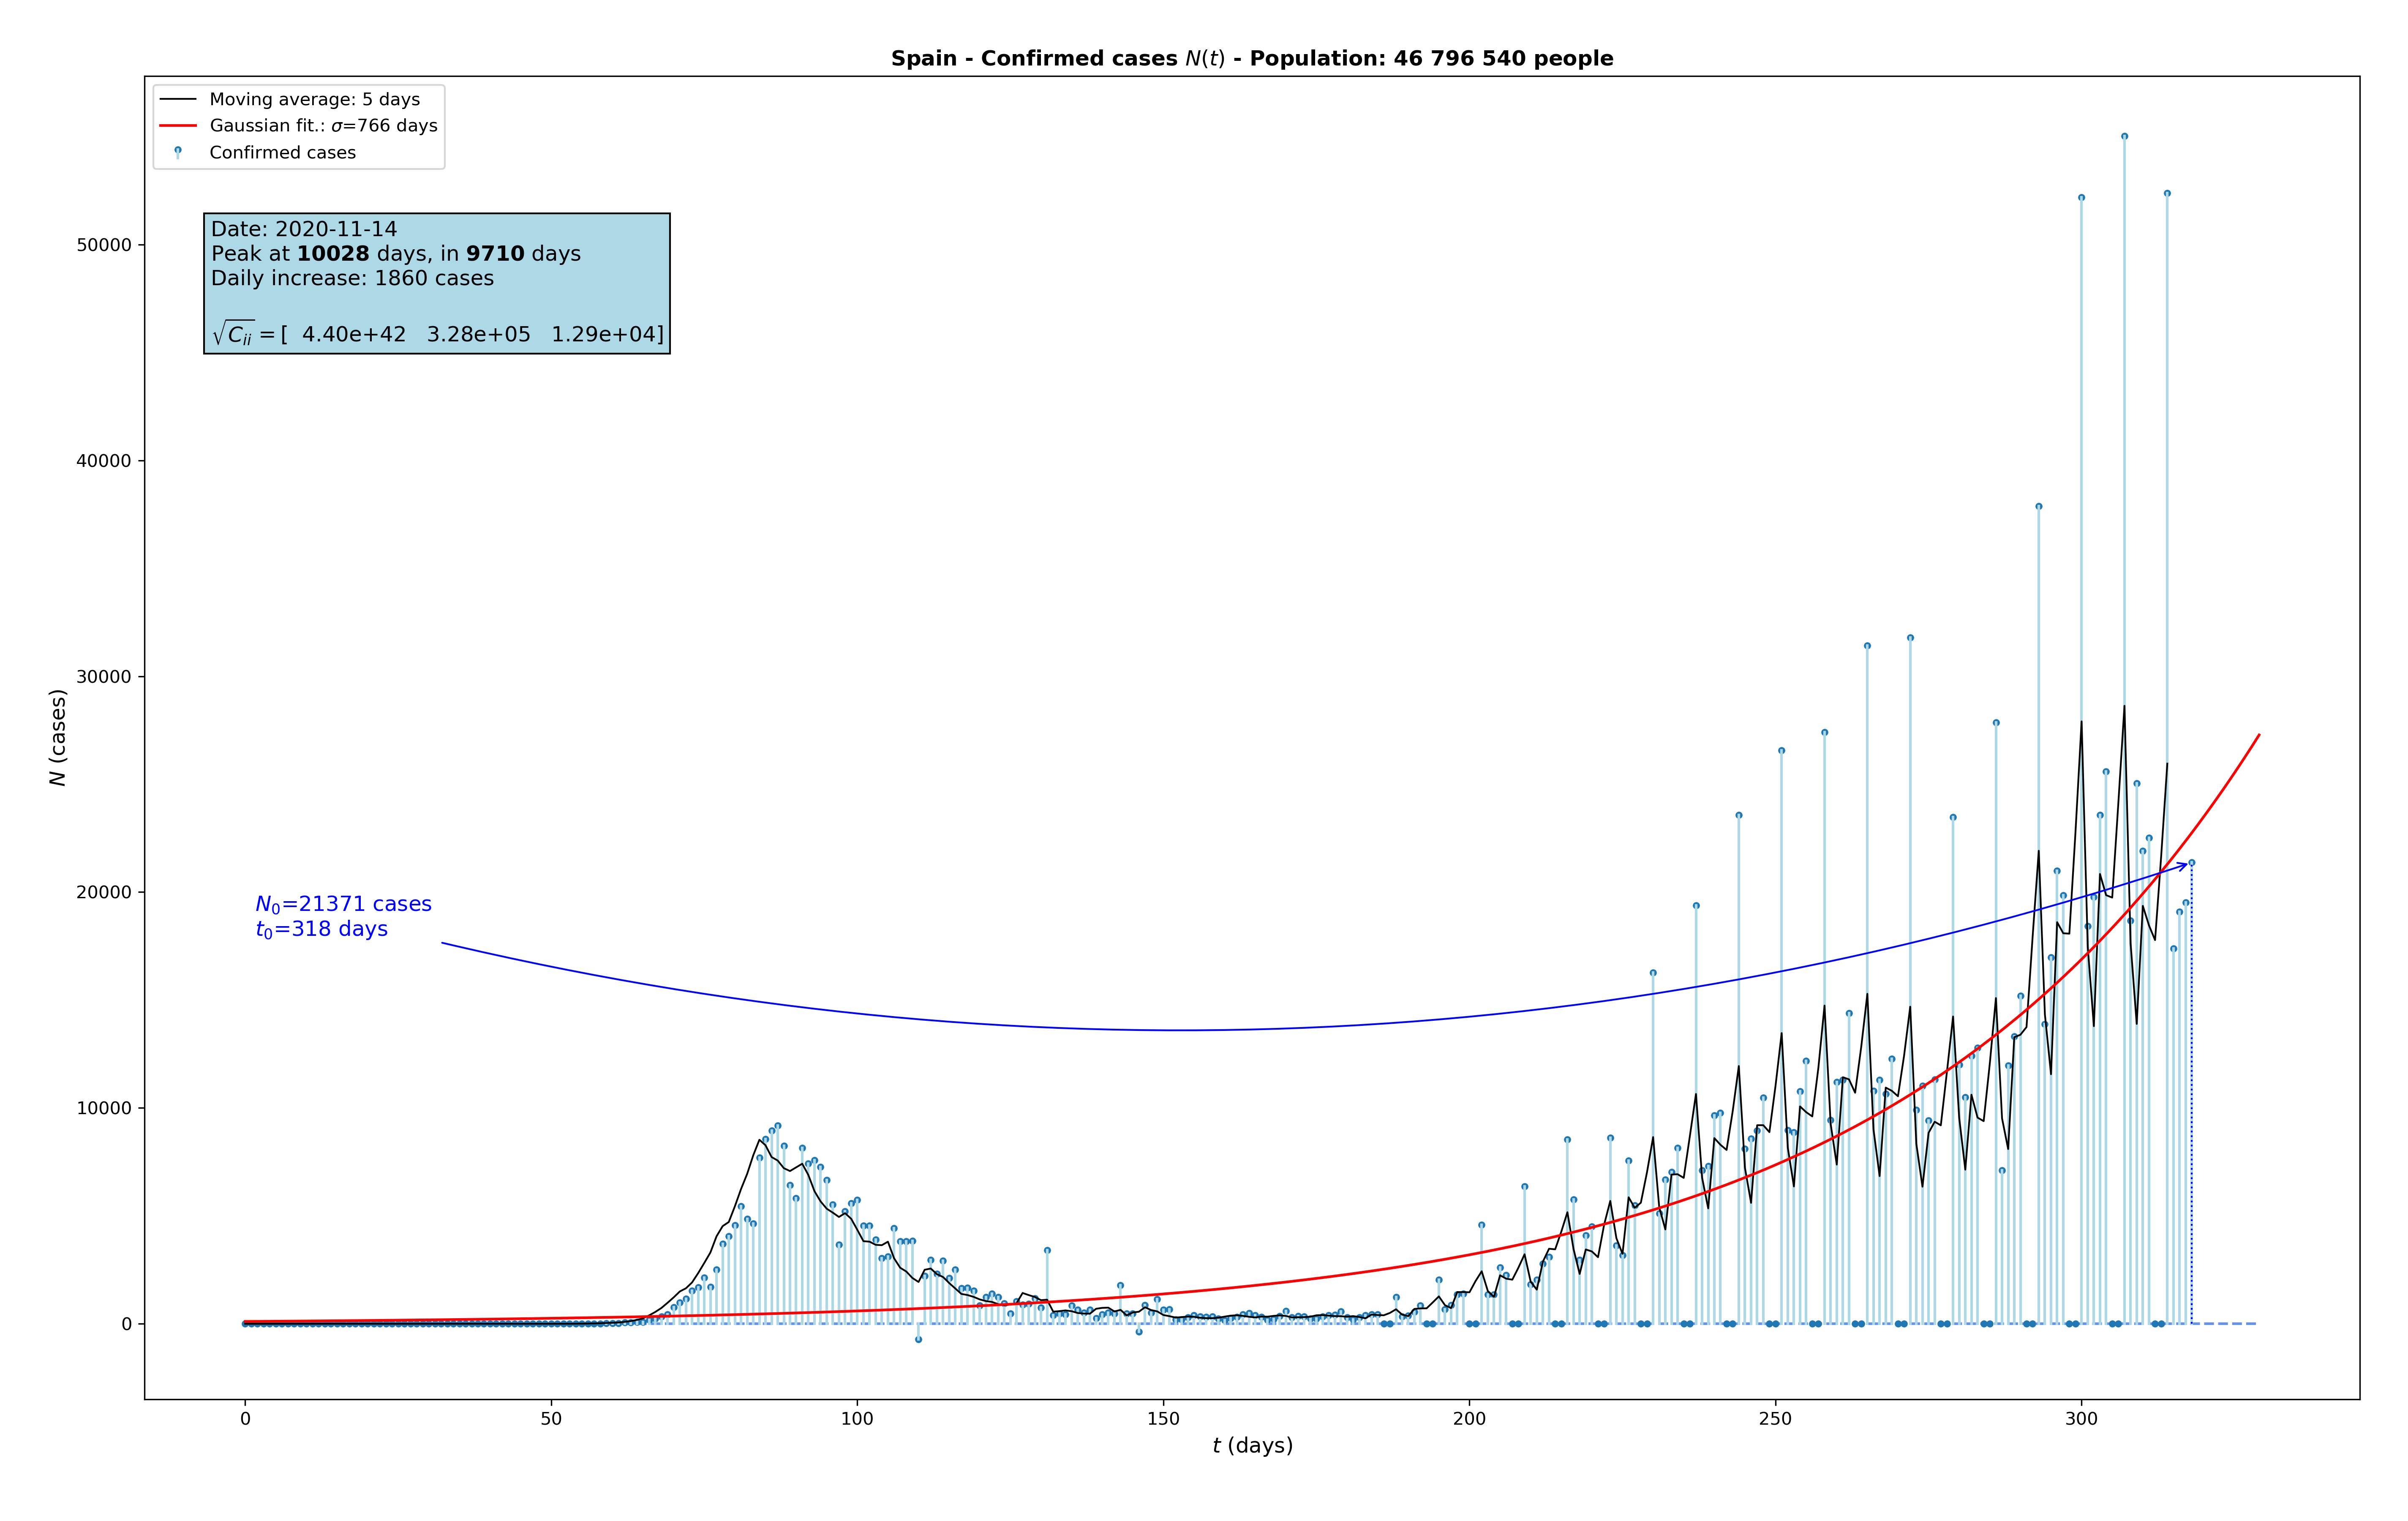 Spain - Confirmed cases N(t) - Population: 46 796 540 people
Moving average: 5 days
Gaussian fit.: σ=766 days
Confirmed cases
Date: 2020-11-14
Peak at 10028 days, in 9710 days
Daily increase: 1860 cases
√C_ii = [ 4.40e+42 3.28e+05 1.29e+04]
N₀=21371 cases
t₀=318 days
N (cases)
50000
40000
30000
20000
10000
0
0 50 100 150 200 250 300
t (days)